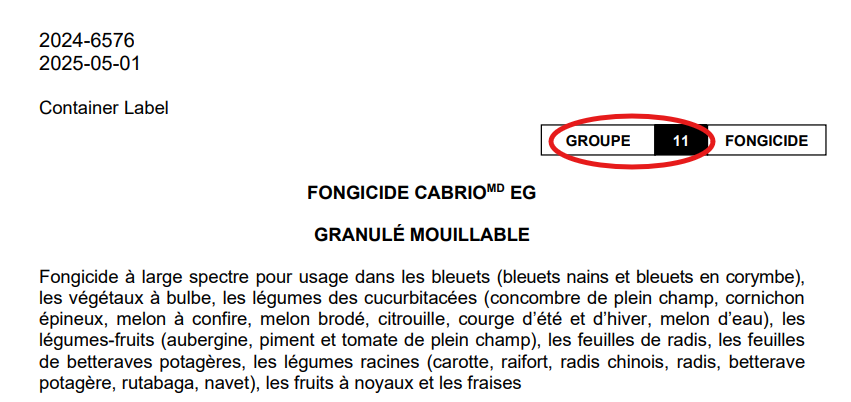 2024-6576
2025-05-01
Container Label
GROUPE 11 FONGICIDE
FONGICIDE CABRIOᴹᴰ EG
GRANULÉ MOUILLABLE
Fongicide à large spectre pour usage dans les bleuets (bleuets nains et bleuets en corymbe),
les végétaux à bulbe, les légumes des cucurbitacées (concombre de plein champ, cornichon
épineux, melon à confire, melon brodé, citrouille, courge d’été et d’hiver, melon d’eau), les
légumes-fruits (aubergine, piment et tomate de plein champ), les feuilles de radis, les feuilles
de betteraves potagères, les légumes racines (carotte, raifort, radis chinois, radis, betterave
potagère, rutabaga, navet), les fruits à noyaux et les fraises